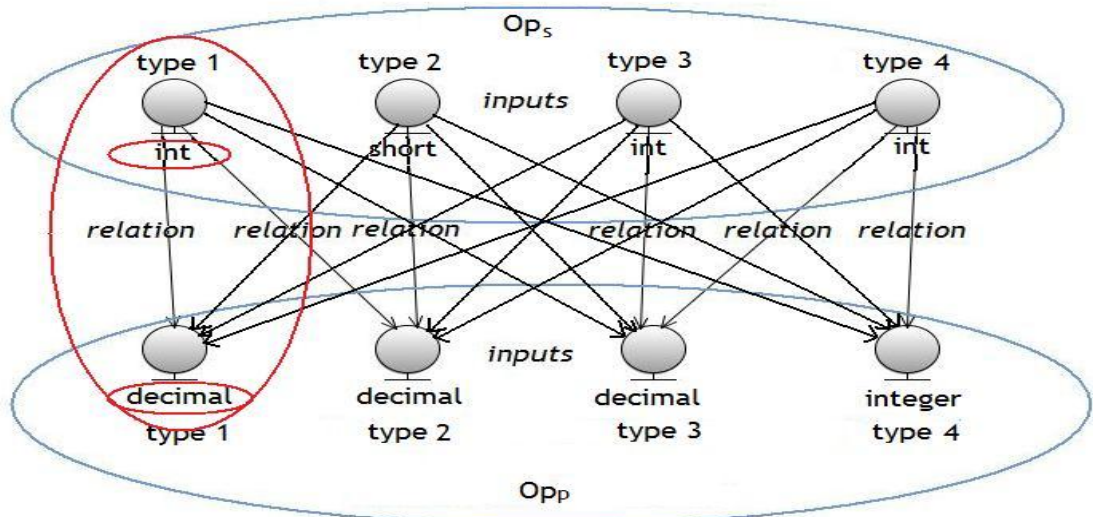 Opₛ
type 1 type 2 type 3 type 4
inputs
int short int int
relation relation relation relation relation relation
inputs
decimal decimal decimal integer
type 1 type 2 type 3 type 4
Opₚ